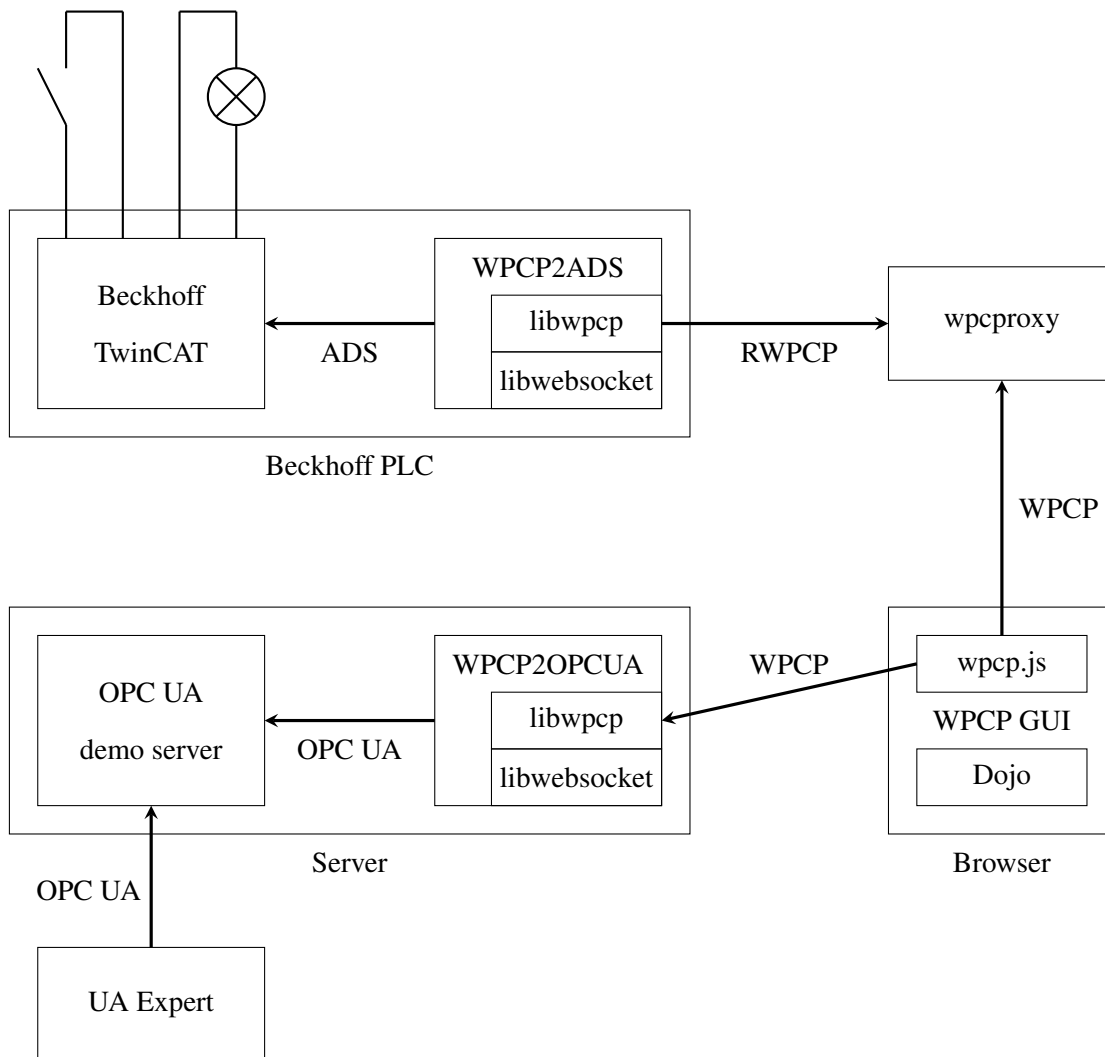 Beckhoff
TwinCAT
ADS
WPCP2ADS
libwpcp
libwebsocket
RWPCP
wpcproxy
Beckhoff PLC
WPCP
OPC UA
demo server
OPC UA
WPCP2OPCUA
libwpcp
libwebsocket
WPCP
wpcp.js
WPCP GUI
Dojo
Server
Browser
OPC UA
UA Expert